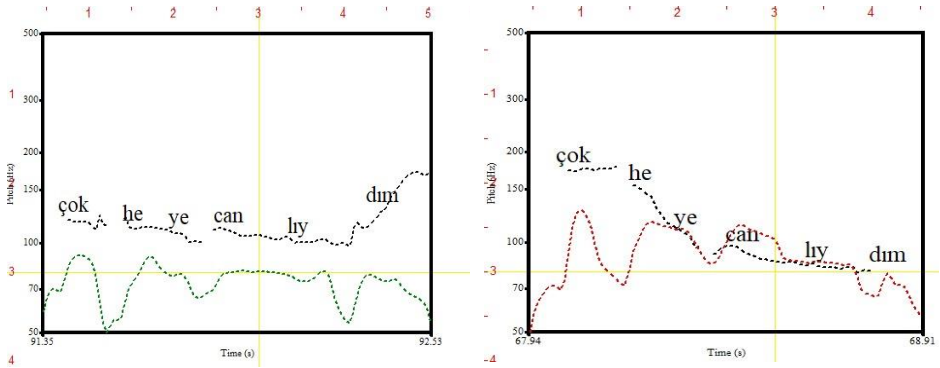 1 2 3 4 5
500
300
200
150
100
70
50
Pitch (Hz)
1
3
4
çok he ye can lıy dım
91.35 92.53
Time (s)
1 2 3 4
500
300
200
150
100
70
50
Pitch (Hz)
1
3
4
çok
he
ye
can
lıy
dım
67.94 68.91
Time (s)